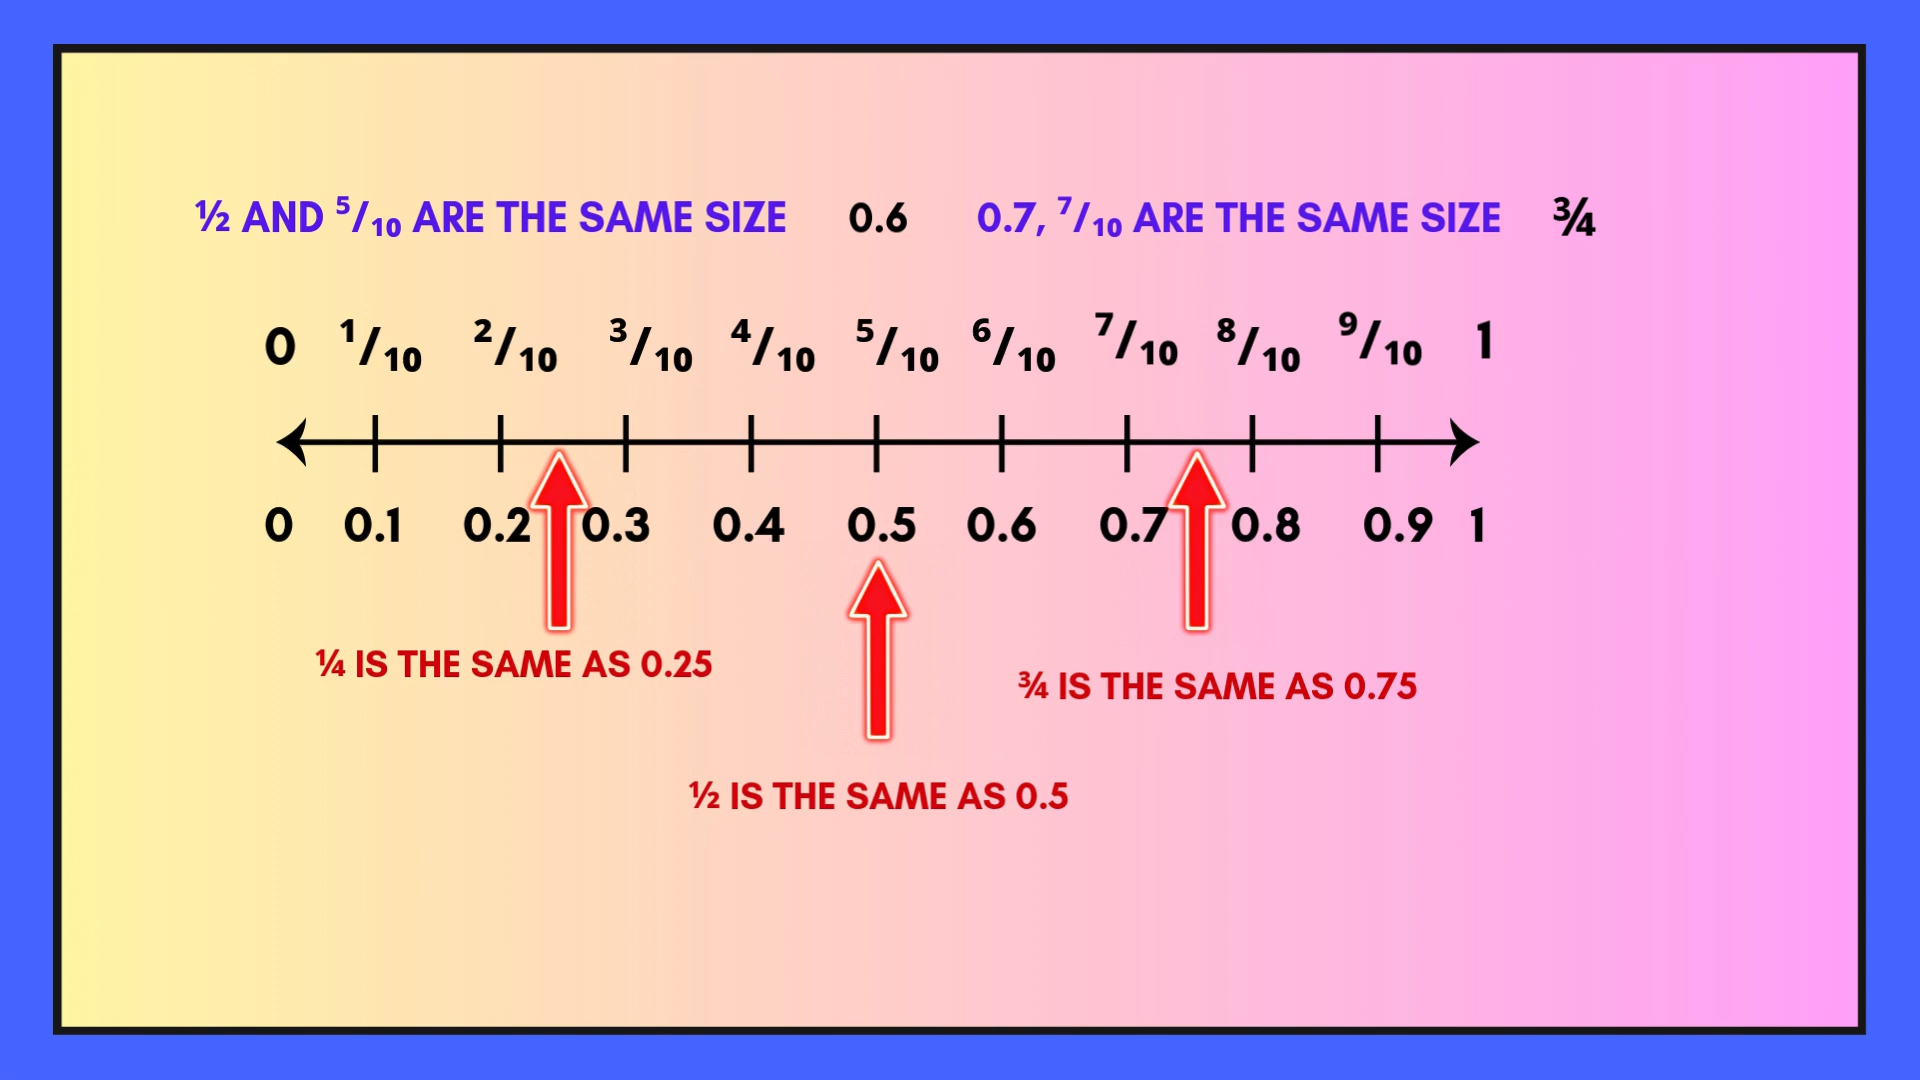 ½ AND ⁵/₁₀ ARE THE SAME SIZE 0.6 0.7, ⁷/₁₀ ARE THE SAME SIZE ¾
0 ¹/₁₀ ²/₁₀ ³/₁₀ ⁴/₁₀ ⁵/₁₀ ⁶/₁₀ ⁷/₁₀ ⁸/₁₀ ⁹/₁₀ 1
0 0.1 0.2 0.3 0.4 0.5 0.6 0.7 0.8 0.9 1
¼ IS THE SAME AS 0.25
¾ IS THE SAME AS 0.75
½ IS THE SAME AS 0.5